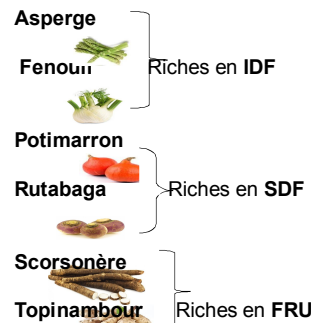 Asperge
Fenouil Riches en IDF
Potimarron
Rutabaga Riches en SDF
Scorsonère
Topinambour Riches en FRU